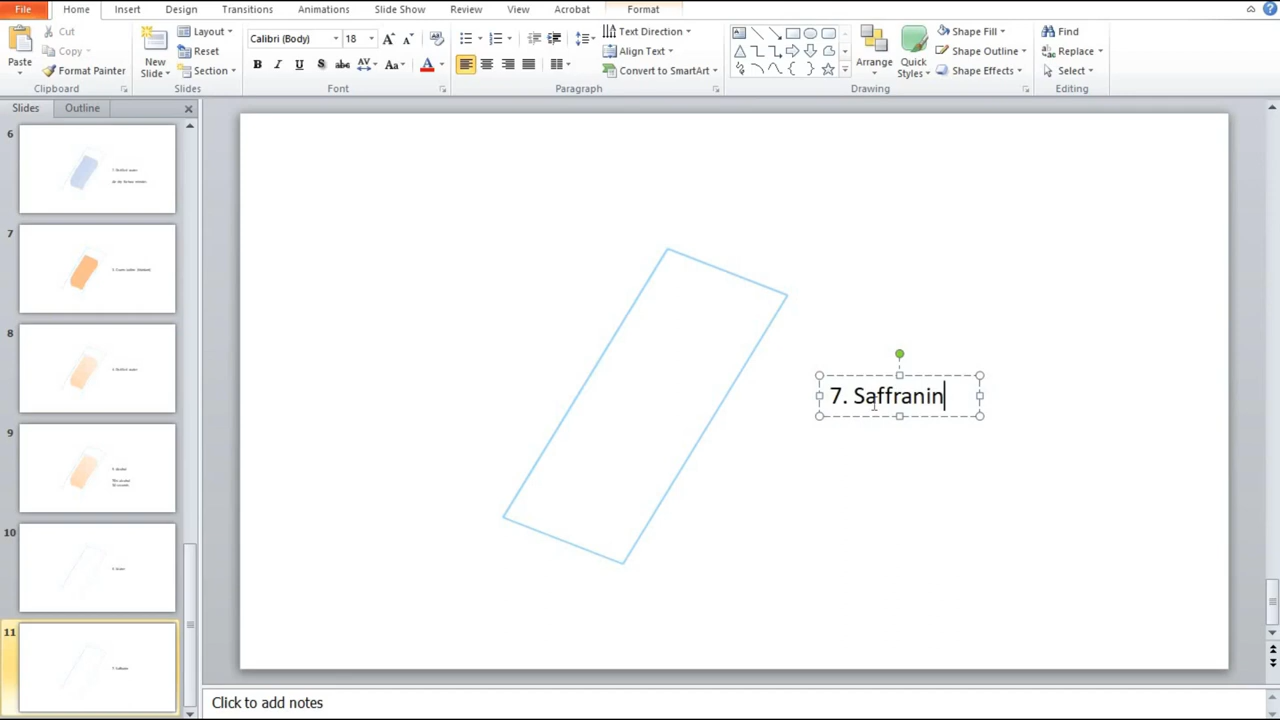 File Home Insert Design Transitions Animations Slide Show Review View Acrobat Format
Paste
Cut
Copy
Format Painter
Clipboard
New Slide
Layout
Reset
Section
Slides
Calibri (Body) 18
B I U S abc AV Aa A
Font
Text Direction
Align Text
Convert to SmartArt
Paragraph
Arrange
Quick Styles
Shape Fill
Shape Outline
Shape Effects
Drawing
Find
Replace
Select
Editing
Slides Outline
6
7
8
9
10
11
7. Saffranin
Click to add notes